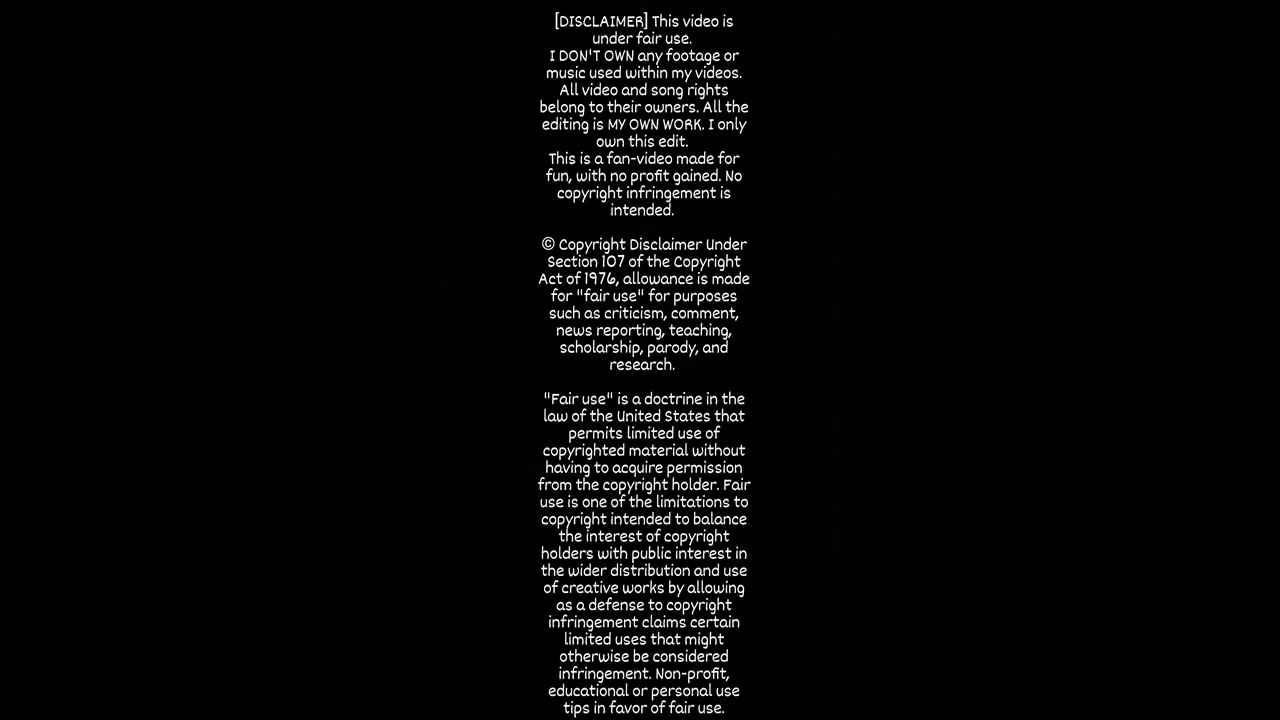 [DISCLAIMER] This video is
under fair use.
I DON'T OWN any footage or
music used within my videos.
All video and song rights
belong to their owners. All the
editing is MY OWN WORK. I only
own this edit.
This is a fan-video made for
fun, with no profit gained. No
copyright infringement is
intended.
© Copyright Disclaimer Under
Section 107 of the Copyright
Act of 1976, allowance is made
for "fair use" for purposes
such as criticism, comment,
news reporting, teaching,
scholarship, parody, and
research.
"Fair use" is a doctrine in the
law of the United States that
permits limited use of
copyrighted material without
having to acquire permission
from the copyright holder. Fair
use is one of the limitations to
copyright intended to balance
the interest of copyright
holders with public interest in
the wider distribution and use
of creative works by allowing
as a defense to copyright
infringement claims certain
limited uses that might
otherwise be considered
infringement. Non-profit,
educational or personal use
tips in favor of fair use.